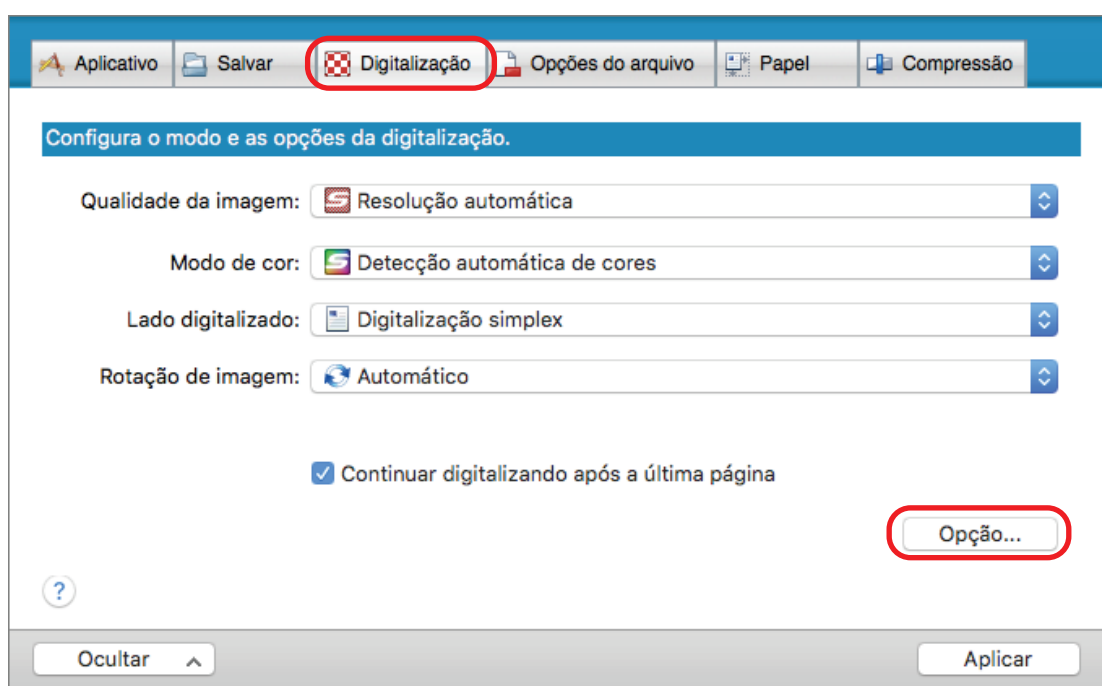 Aplicativo Salvar Digitalização Opções do arquivo Papel Compressão
Configura o modo e as opções da digitalização.
Qualidade da imagem: Resolução automática
Modo de cor: Detecção automática de cores
Lado digitalizado: Digitalização simplex
Rotação de imagem: Automático
Continuar digitalizando após a última página
Opção...
?
Ocultar Aplicar